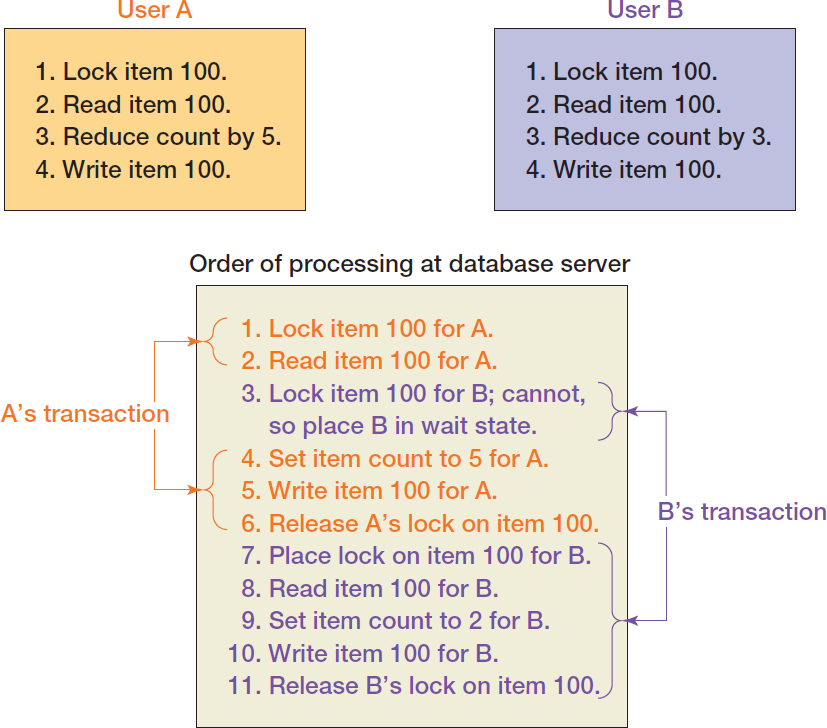 User A
1. Lock item 100.
2. Read item 100.
3. Reduce count by 5.
4. Write item 100.
User B
1. Lock item 100.
2. Read item 100.
3. Reduce count by 3.
4. Write item 100.
Order of processing at database server
1. Lock item 100 for A.
2. Read item 100 for A.
3. Lock item 100 for B; cannot,
so place B in wait state.
4. Set item count to 5 for A.
5. Write item 100 for A.
6. Release A’s lock on item 100.
7. Place lock on item 100 for B.
8. Read item 100 for B.
9. Set item count to 2 for B.
10. Write item 100 for B.
11. Release B’s lock on item 100.
A’s transaction
B’s transaction